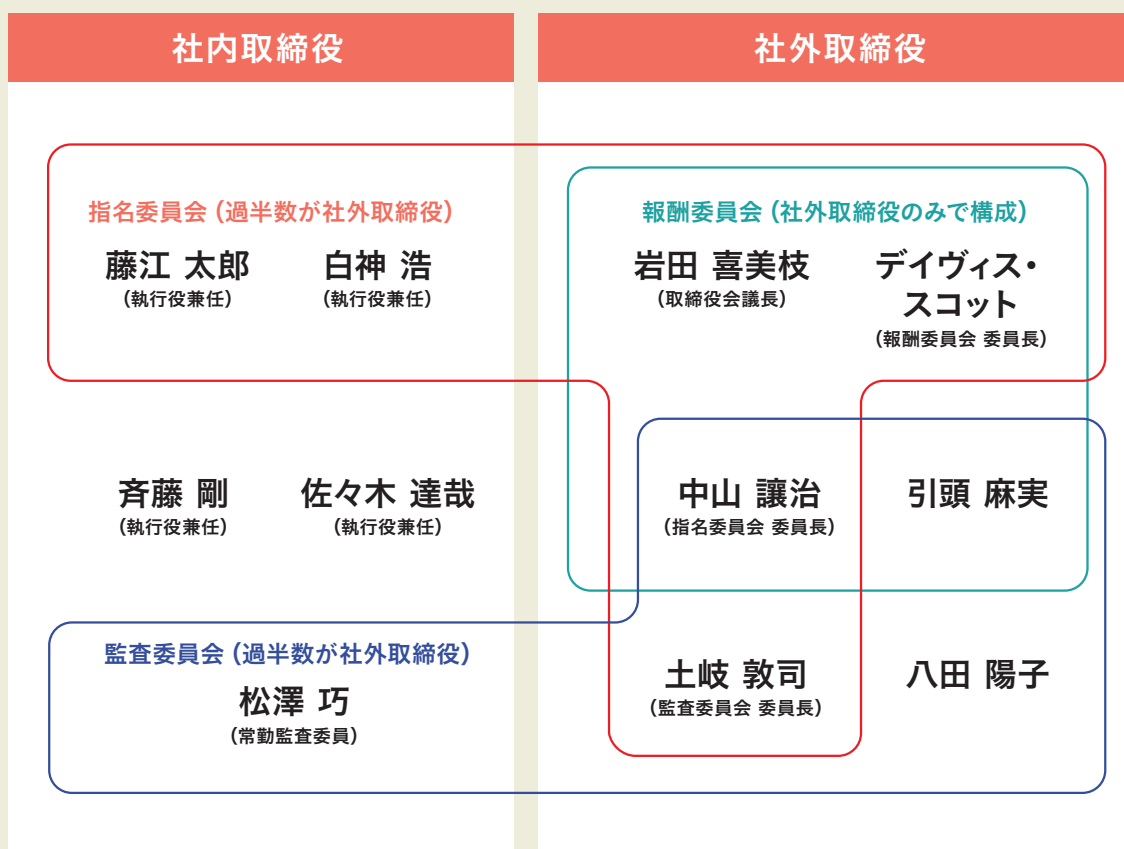 社内取締役
社外取締役
指名委員会（過半数が社外取締役）
藤江 太郎
（執行役兼任）
白神 浩
（執行役兼任）
報酬委員会（社外取締役のみで構成）
岩田 喜美枝
（取締役会議長）
デイヴィス・
スコット
（報酬委員会 委員長）
斉藤 剛
（執行役兼任）
佐々木 達哉
（執行役兼任）
中山 讓治
（指名委員会 委員長）
引頭 麻実
監査委員会（過半数が社外取締役）
松澤 巧
（常勤監査委員）
土岐 敦司
（監査委員会 委員長）
八田 陽子